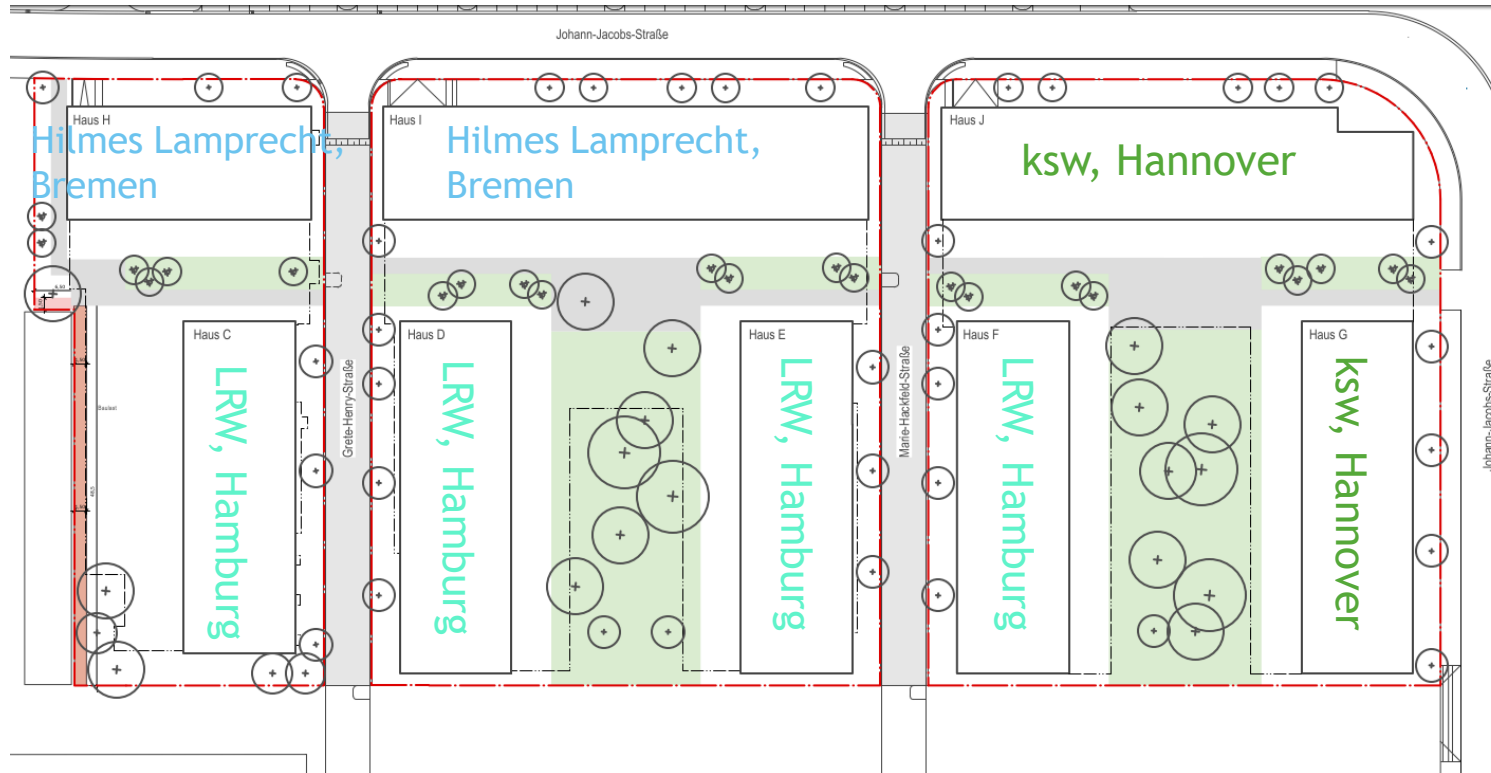 Johann-Jacobs-Straße
Haus H
Hilmes Lamprecht,
Bremen
Haus I
Hilmes Lamprecht,
Bremen
Haus J
ksw, Hannover
Haus C
LRW, Hamburg
Grete-Henry-Straße
Haus D
LRW, Hamburg
Haus E
LRW, Hamburg
Marie-Hackfeld-Straße
Haus F
LRW, Hamburg
Haus G
ksw, Hannover
Johann-Jacobs-Straße
Baulast